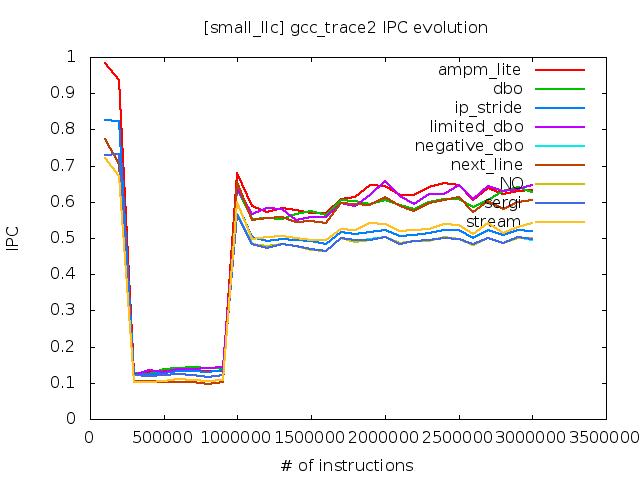 [small_llc] gcc_trace2 IPC evolution
1
0.9
0.8
0.7
0.6
0.5
0.4
0.3
0.2
0.1
0
IPC
ampm_lite
dbo
ip_stride
limited_dbo
negative_dbo
next_line
NO
sergi
stream
0 500000 1000000 1500000 2000000 2500000 3000000 3500000
# of instructions